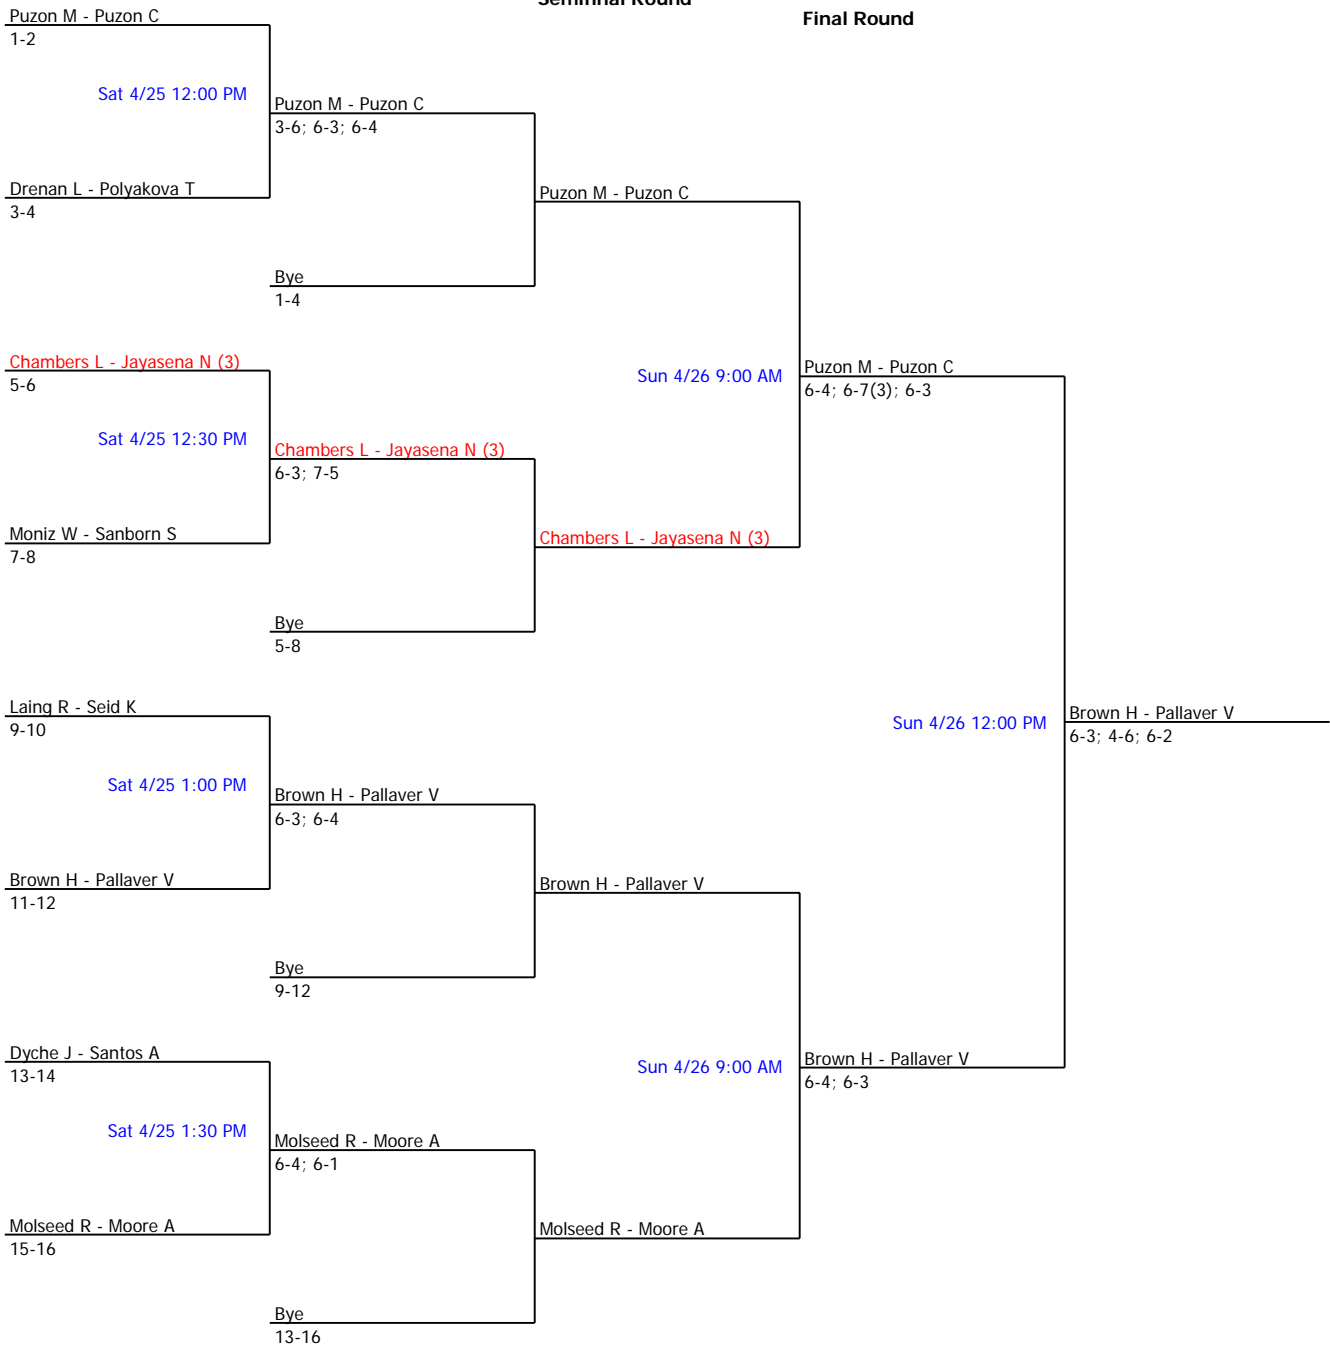 Semifinal Round
Final Round
Puzon M - Puzon C
1-2
Sat 4/25 12:00 PM
Puzon M - Puzon C
3-6; 6-3; 6-4
Drenan L - Polyakova T
3-4
Puzon M - Puzon C
Bye
1-4
Chambers L - Jayasena N (3)
5-6
Sun 4/26 9:00 AM
Puzon M - Puzon C
6-4; 6-7(3); 6-3
Sat 4/25 12:30 PM
Chambers L - Jayasena N (3)
6-3; 7-5
Moniz W - Sanborn S
7-8
Chambers L - Jayasena N (3)
Bye
5-8
Laing R - Seid K
9-10
Sun 4/26 12:00 PM
Brown H - Pallaver V
6-3; 4-6; 6-2
Sat 4/25 1:00 PM
Brown H - Pallaver V
6-3; 6-4
Brown H - Pallaver V
11-12
Brown H - Pallaver V
Bye
9-12
Dyche J - Santos A
13-14
Sun 4/26 9:00 AM
Brown H - Pallaver V
6-4; 6-3
Sat 4/25 1:30 PM
Molseed R - Moore A
6-4; 6-1
Molseed R - Moore A
15-16
Molseed R - Moore A
Bye
13-16